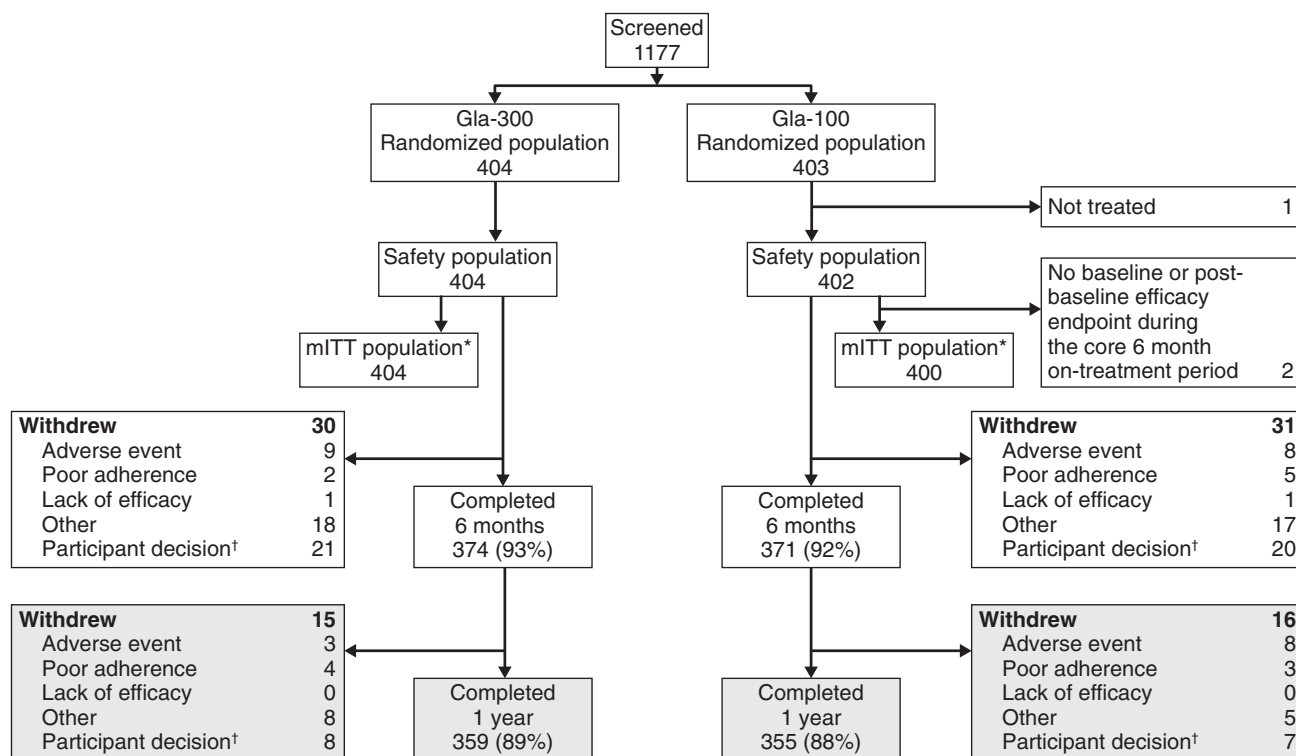 Screened
1177
Gla-300
Randomized population
404
Gla-100
Randomized population
403
Not treated 1
Safety population
404
Safety population
402
No baseline or post-
baseline efficacy
endpoint during
the core 6 month
on-treatment period 2
mITT population*
404
mITT population*
400
Withdrew 30
Adverse event 9
Poor adherence 2
Lack of efficacy 1
Other 18
Participant decision† 21
Withdrew 31
Adverse event 8
Poor adherence 5
Lack of efficacy 1
Other 17
Participant decision† 20
Completed
6 months
374 (93%)
Completed
6 months
371 (92%)
Withdrew 15
Adverse event 3
Poor adherence 4
Lack of efficacy 0
Other 8
Participant decision† 8
Withdrew 16
Adverse event 8
Poor adherence 3
Lack of efficacy 0
Other 5
Participant decision† 7
Completed
1 year
359 (89%)
Completed
1 year
355 (88%)